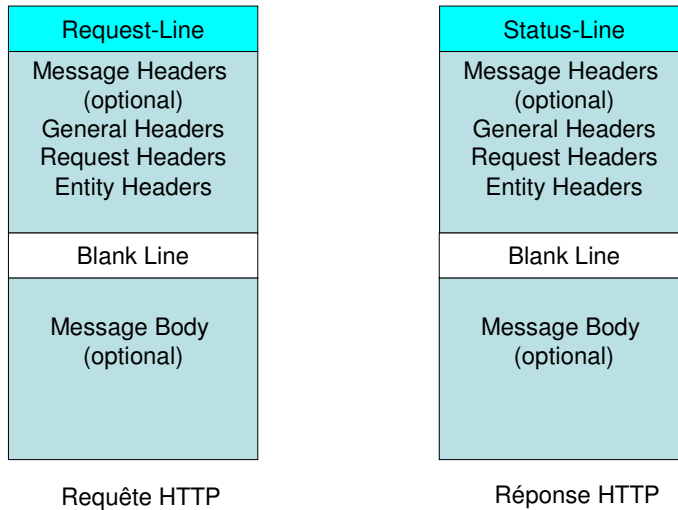 Request-Line
Message Headers
(optional)
General Headers
Request Headers
Entity Headers
Blank Line
Message Body
(optional)
Requête HTTP
Status-Line
Message Headers
(optional)
General Headers
Request Headers
Entity Headers
Blank Line
Message Body
(optional)
Réponse HTTP